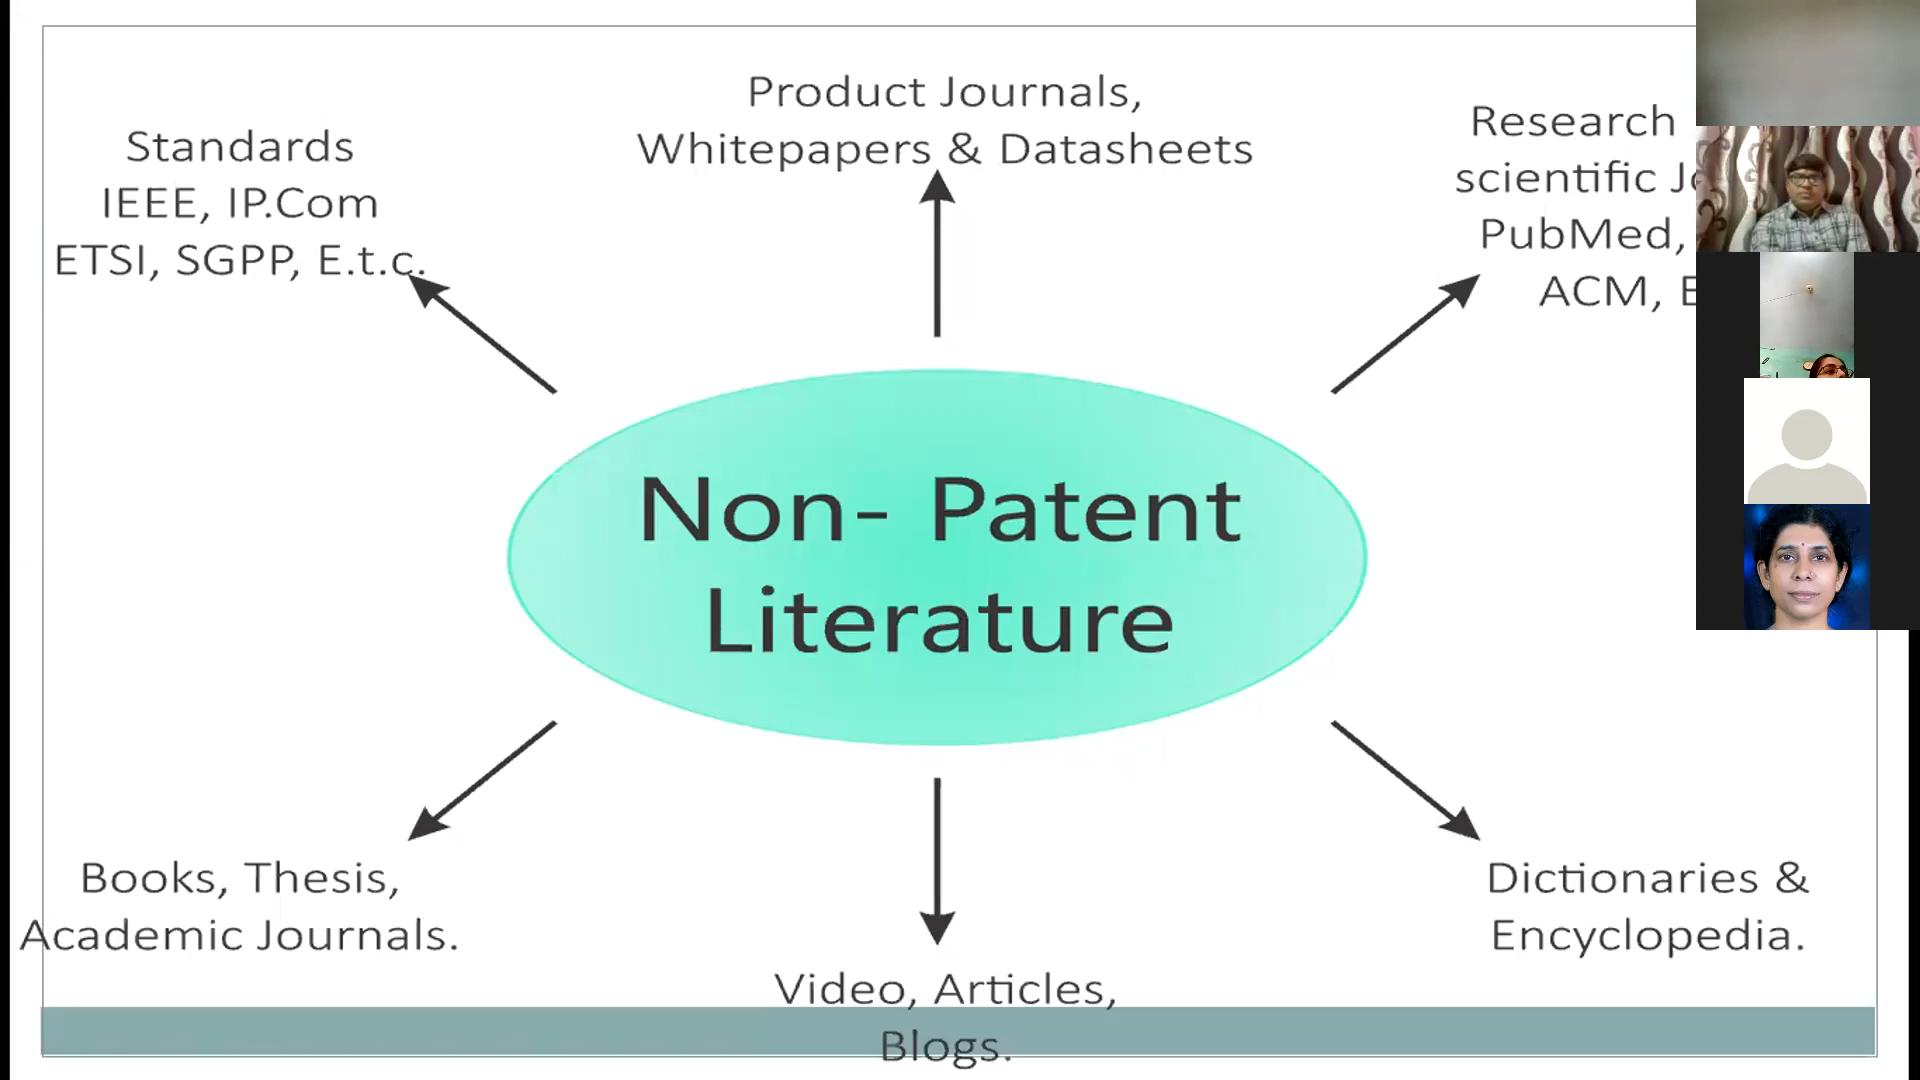 Product Journals,
Whitepapers & Datasheets
Standards
IEEE, IP.Com
ETSI, SGPP, E.t.c.
Research
scientific
PubMed,
ACM,
Non- Patent
Literature
Books, Thesis,
Academic Journals.
Video, Articles,
Blogs.
Dictionaries &
Encyclopedia.